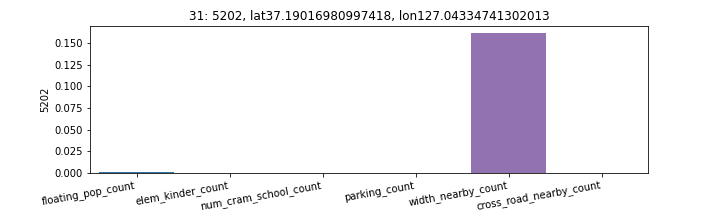 31: 5202, lat37.19016980997418, lon127.04334741302013
0.150
0.125
0.100
0.075
0.050
0.025
0.000
5202
floating_pop_count
elem_kinder_count
num_cram_school_count
parking_count
width_nearby_count
cross_road_nearby_count